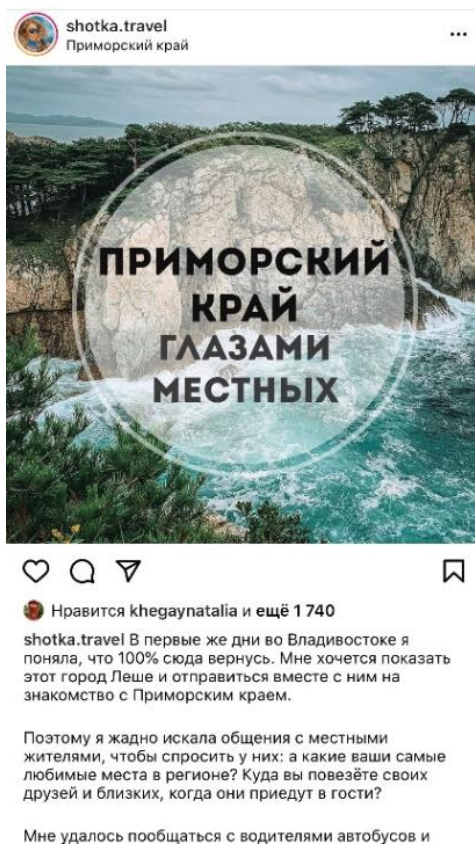 shotka.travel
Приморский край
ПРИМОРСКИЙ
КРАЙ
ГЛАЗАМИ
МЕСТНЫХ
Нравится khegaynatalia и ещё 1 740
shotka.travel В первые же дни во Владивостоке я
поняла, что 100% сюда вернусь. Мне хочется показать
этот город Леше и отправиться вместе с ним на
знакомство с Приморским краем.
Поэтому я жадно искала общения с местными
жителями, чтобы спросить у них: а какие ваши самые
любимые места в регионе? Куда вы повезёте своих
друзей и близких, когда они приедут в гости?
Мне удалось пообщаться с водителями автобусов и